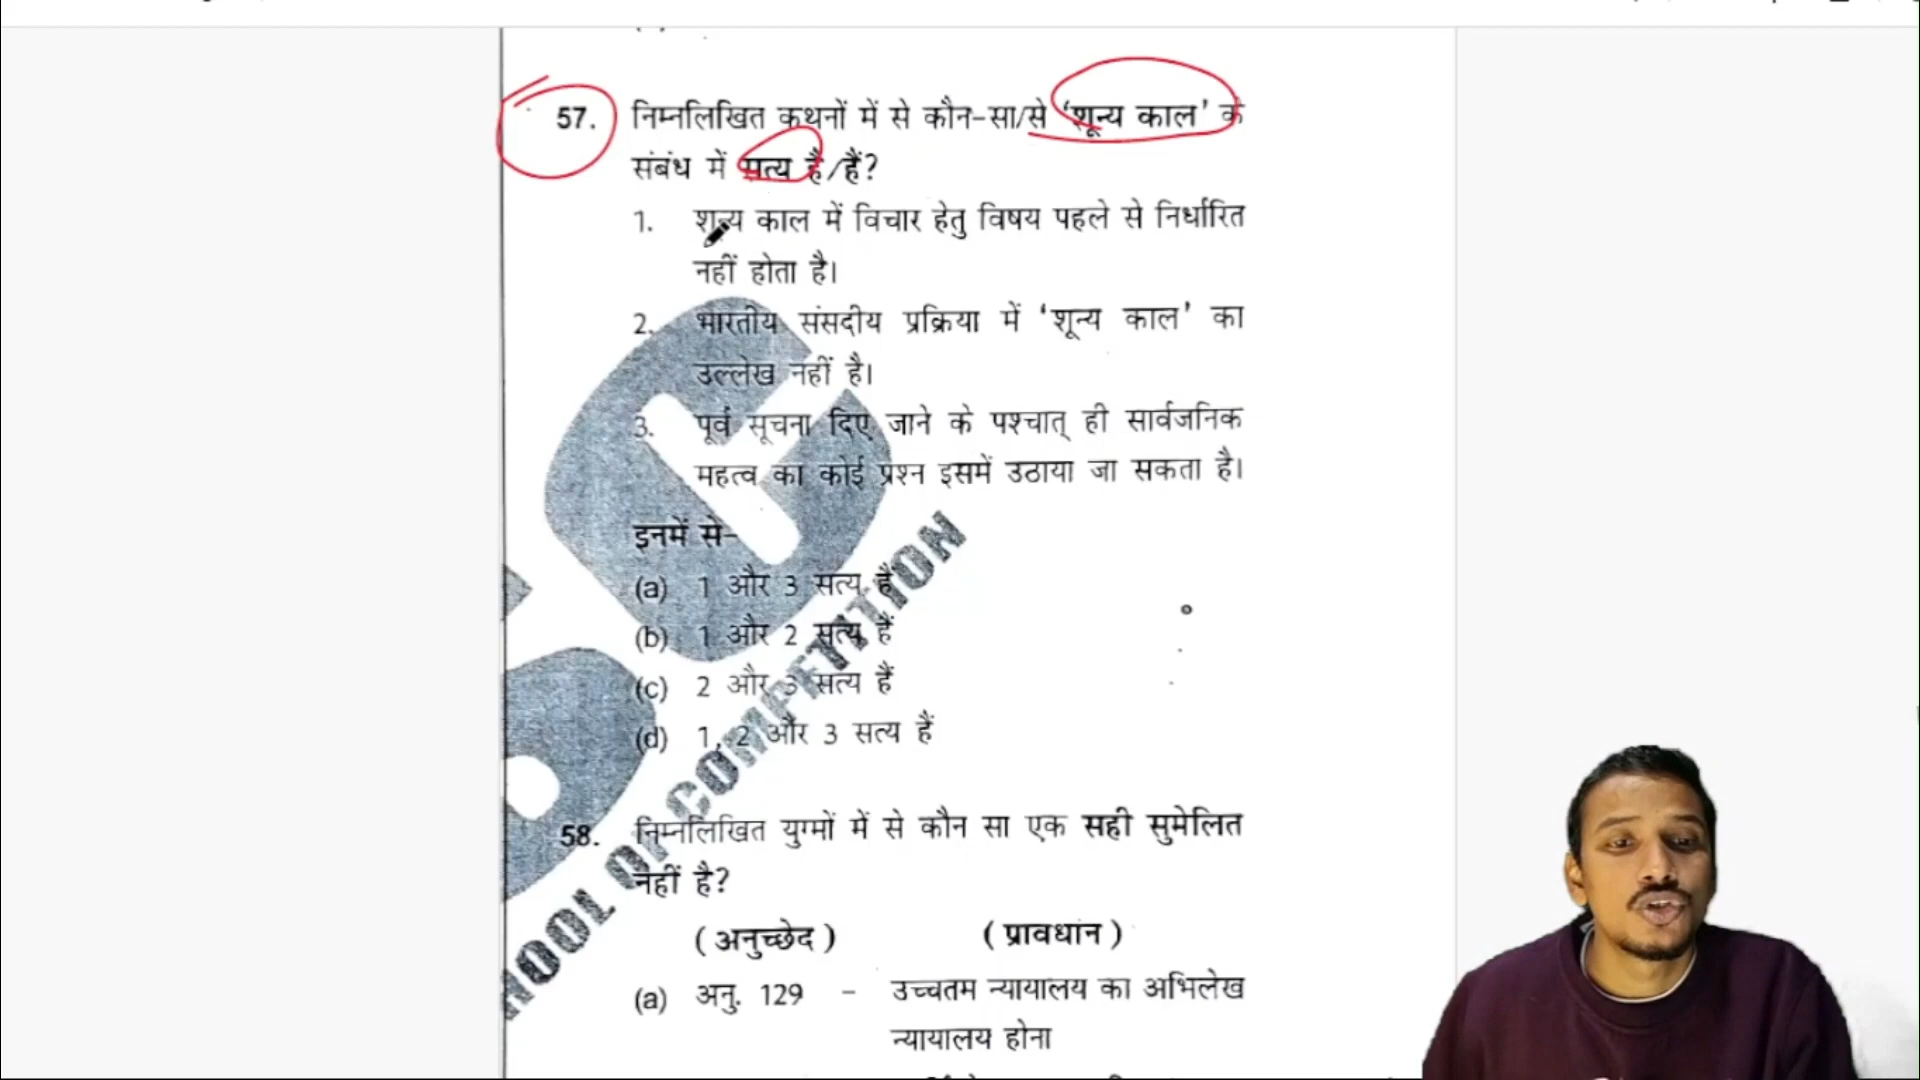 57. निम्नलिखित कथनों में से कौन-सा/से ‘शून्य काल’ के
संबंध में सत्य है/हैं?
1. शून्य काल में विचार हेतु विषय पहले से निर्धारित
नहीं होता है।
2. भारतीय संसदीय प्रक्रिया में ‘शून्य काल’ का
उल्लेख नहीं है।
3. पूर्व सूचना दिए जाने के पश्चात् ही सार्वजनिक
महत्व का कोई प्रश्न इसमें उठाया जा सकता है।
इनमें से-
(a) 1 और 3 सत्य हैं
(b) 1 और 2 सत्य हैं
(c) 2 और 3 सत्य हैं
(d) 1, 2 और 3 सत्य हैं
58. निम्नलिखित युग्मों में से कौन सा एक सही सुमेलित
नहीं है?
(अनुच्छेद) (प्रावधान)
(a) अनु. 129 - उच्चतम न्यायालय का अभिलेख
न्यायालय होना
HOOL OF COMPETITION